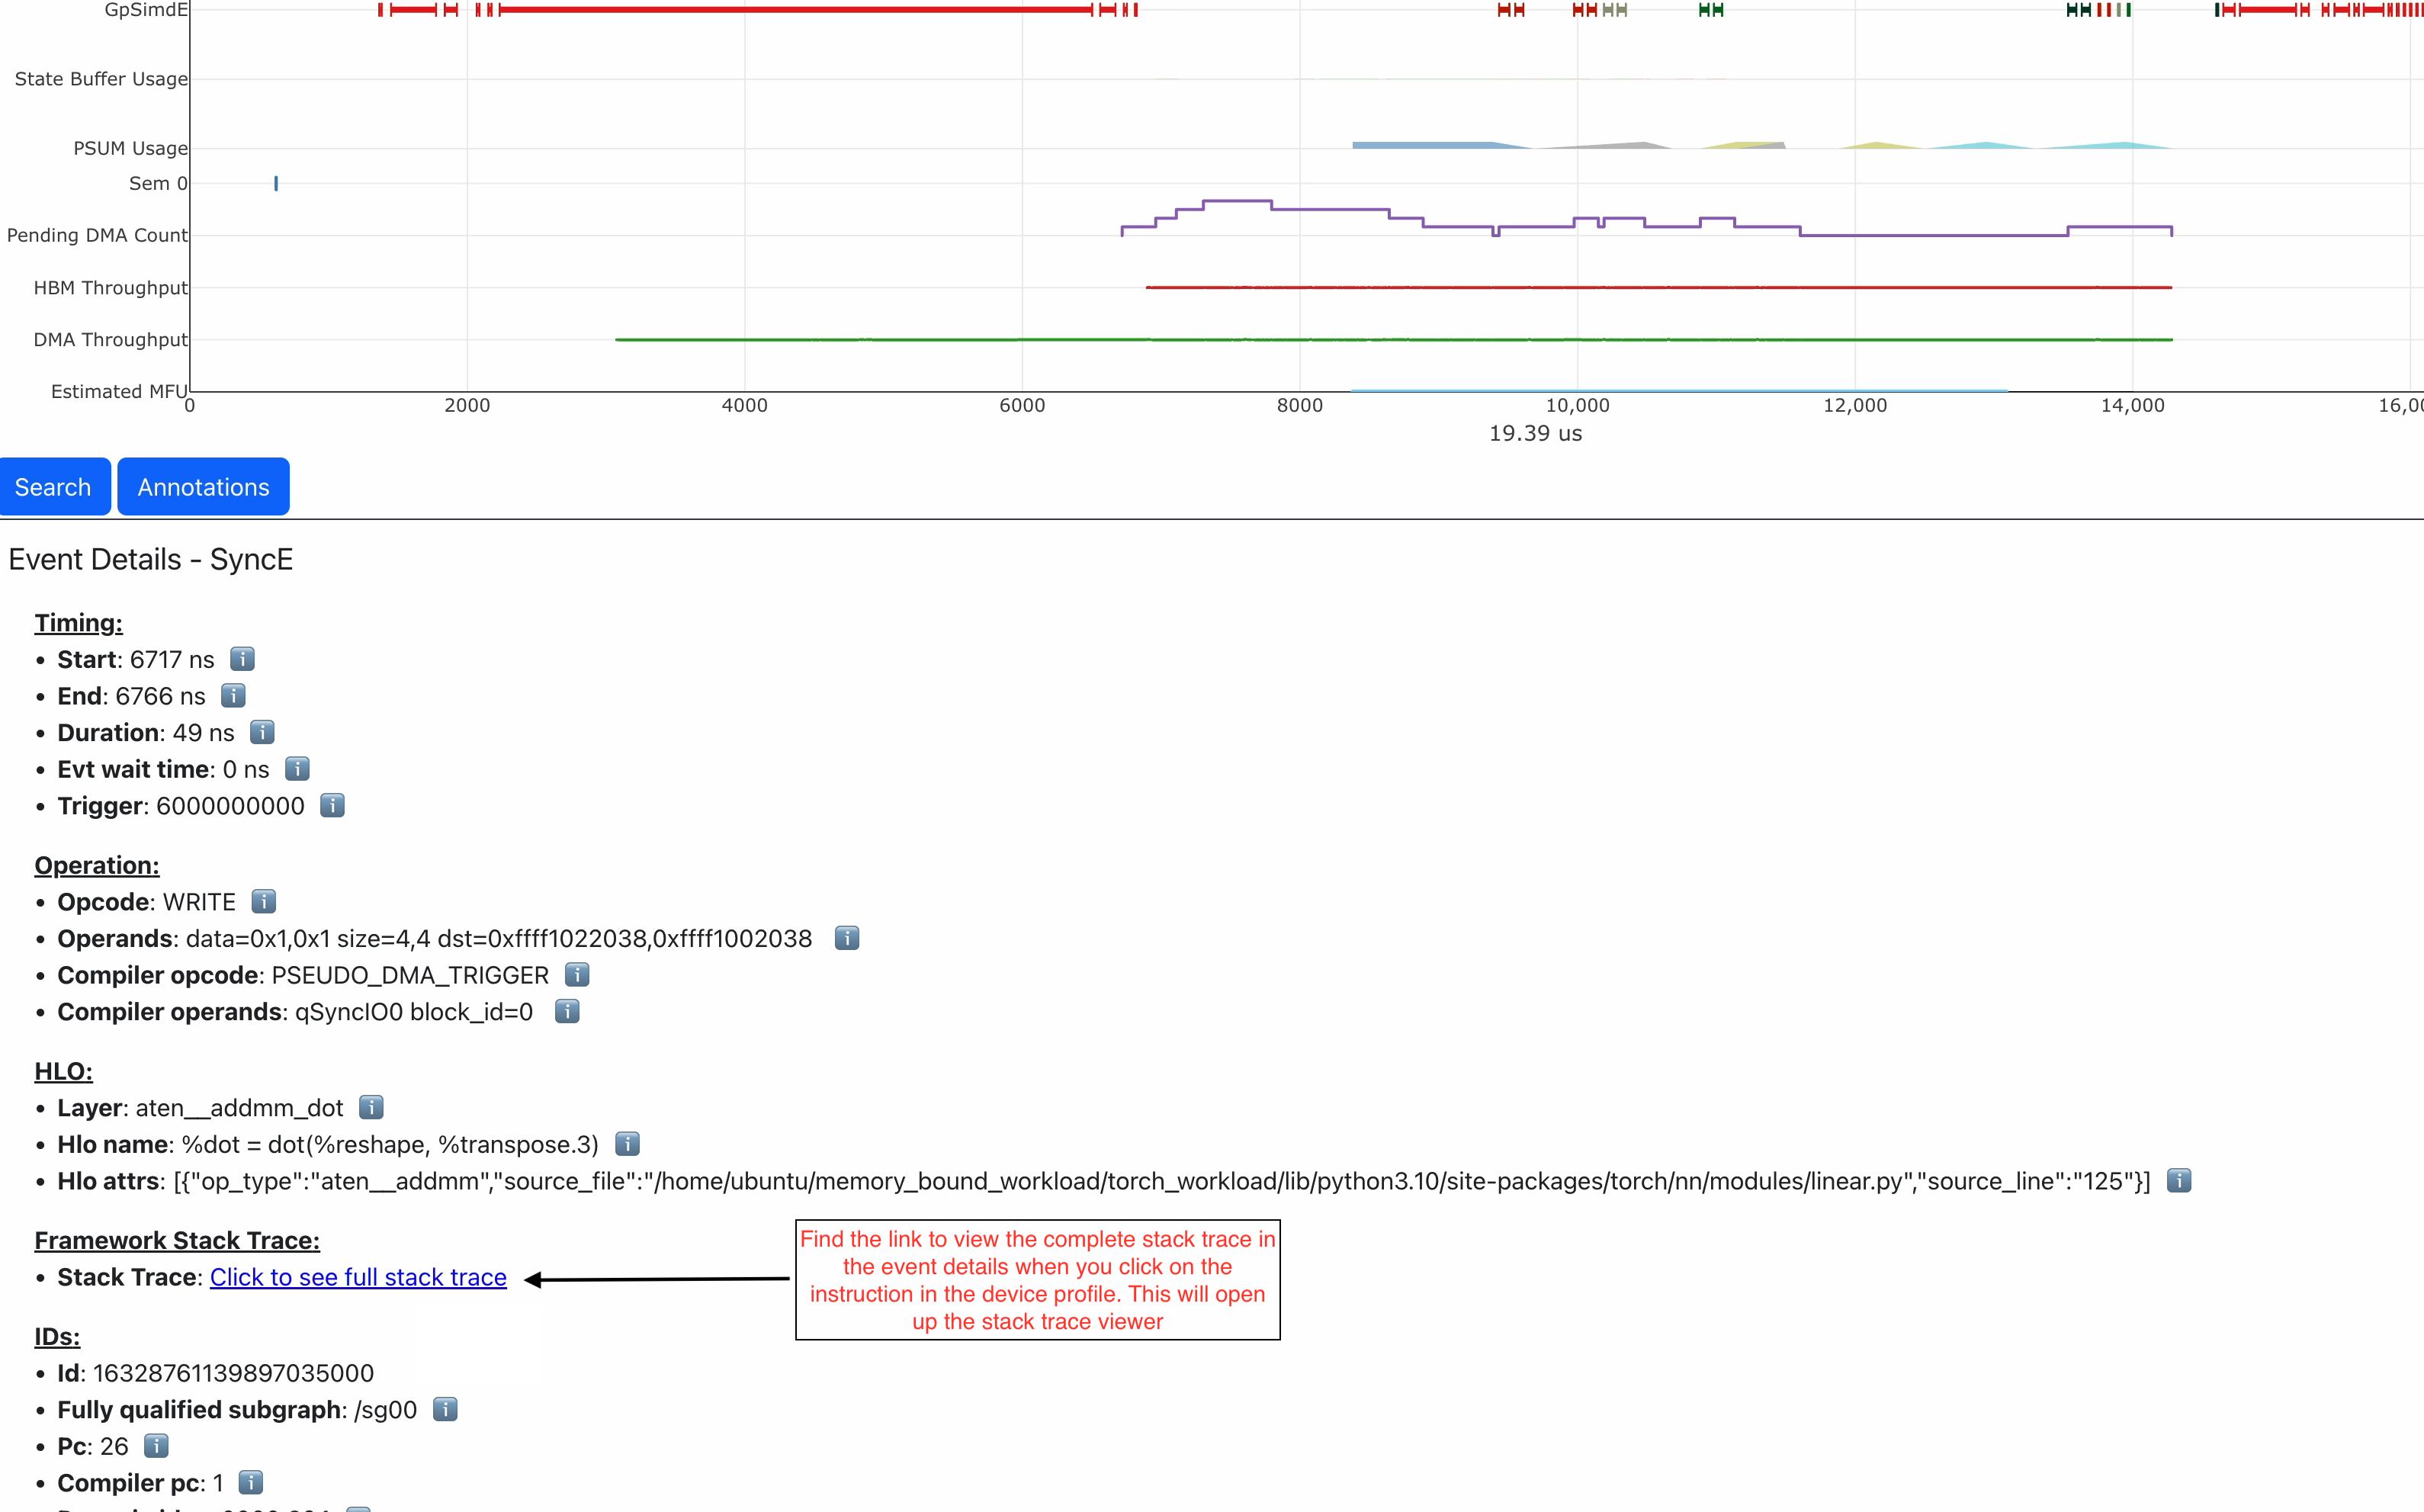 GpSimdE
State Buffer Usage
PSUM Usage
Sem 0
Pending DMA Count
HBM Throughput
DMA Throughput
Estimated MFU
0 2000 4000 6000 8000 10,000 12,000 14,000
19.39 us
Search Annotations
Event Details - SyncE
Timing:
• Start: 6717 ns i
• End: 6766 ns i
• Duration: 49 ns i
• Evt wait time: 0 ns i
• Trigger: 6000000000 i
Operation:
• Opcode: WRITE i
• Operands: data=0x1,0x1 size=4,4 dst=0xffff1022038,0xffff1002038 i
• Compiler opcode: PSEUDO_DMA_TRIGGER i
• Compiler operands: qSyncIO0 block_id=0 i
HLO:
• Layer: aten__addmm_dot i
• Hlo name: %dot = dot(%reshape, %transpose.3) i
• Hlo attrs: [{"op_type":"aten__addmm","source_file":"/home/ubuntu/memory_bound_workload/torch_workload/lib/python3.10/site-packages/torch/nn/modules/linear.py","source_line":"125"}] i
Framework Stack Trace:
• Stack Trace: Click to see full stack trace
Find the link to view the complete stack trace in
the event details when you click on the
instruction in the device profile. This will open
up the stack trace viewer
IDs:
• Id: 16328761139897035000
• Fully qualified subgraph: /sg00 i
• Pc: 26 i
• Compiler pc: 1 i